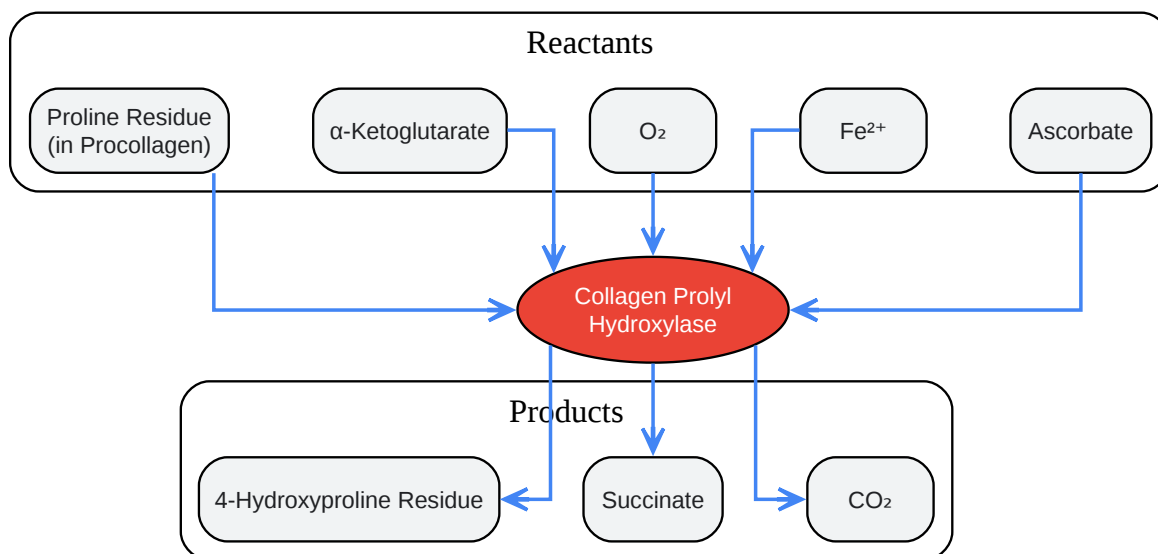 Reactants
Proline Residue
(in Procollagen)
α-Ketoglutarate
O₂
Fe²⁺
Ascorbate
Collagen Prolyl
Hydroxylase
Products
4-Hydroxyproline Residue
Succinate
CO₂